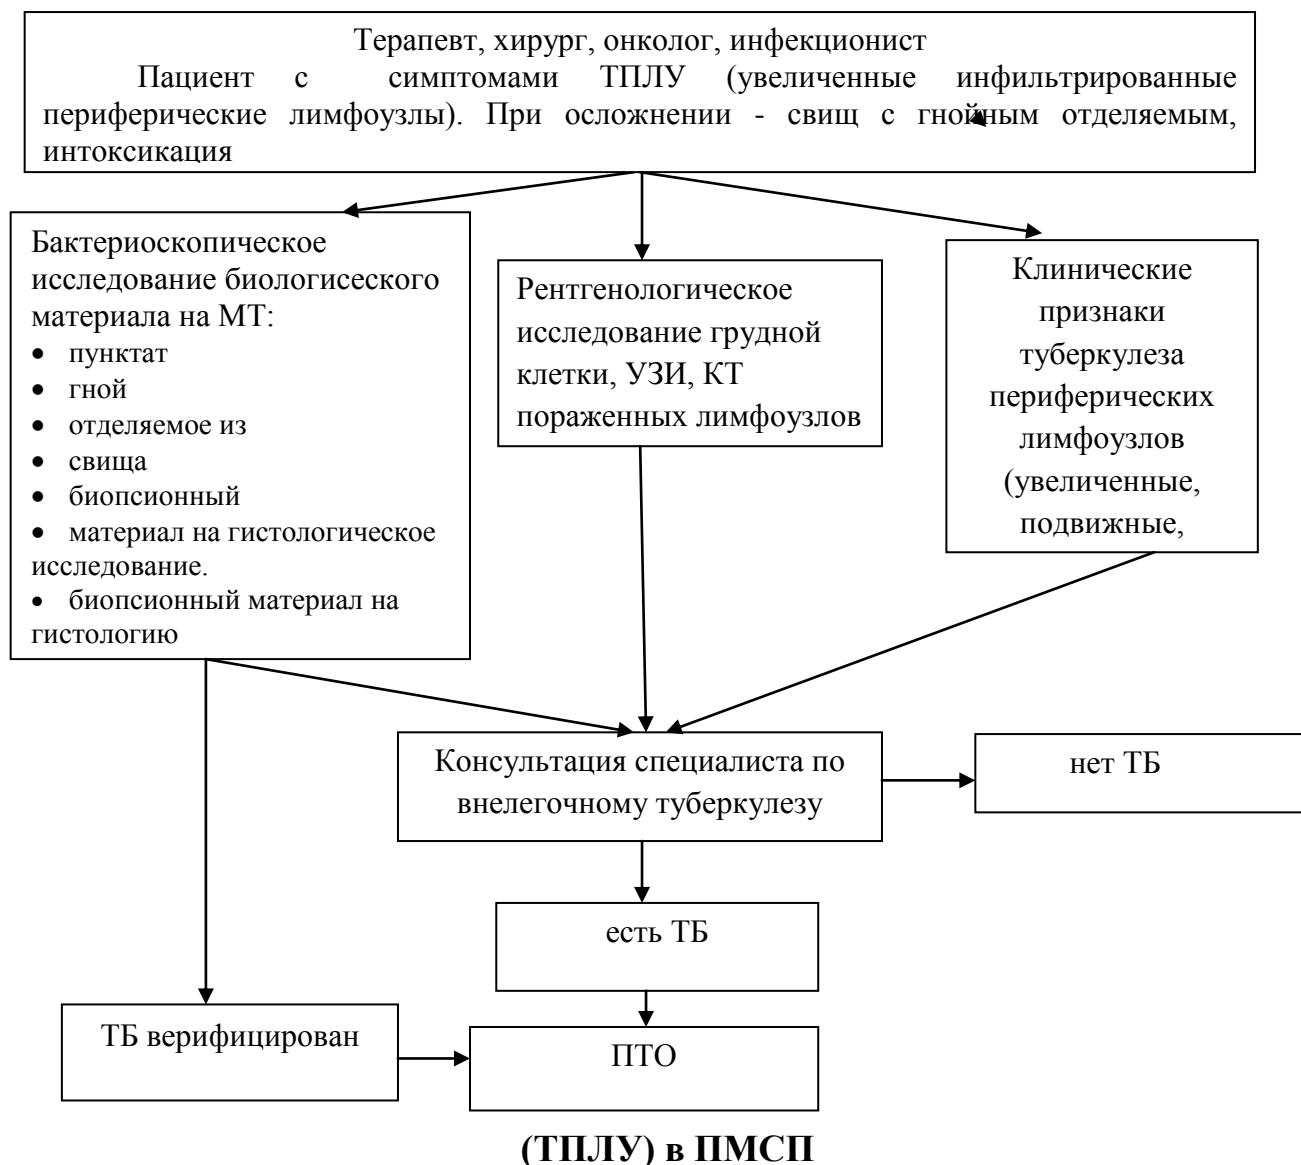 Терапевт, хирург, онколог, инфекционист
Пациент с симптомами ТПЛУ (увеличенные инфильтрированные
периферические лимфоузлы). При осложнении - свищ с гнойным отделяемым,
интоксикация
Бактериоскопическое
исследование биологисеского
материала на МТ:
• пунктат
• гной
• отделяемое из
• свища
• биопсионный
• материал на гистологическое
исследование.
• биопсионный материал на
гистологию
Рентгенологическое
исследование грудной
клетки, УЗИ, КТ
пораженных лимфоузлов
Клинические
признаки
туберкулеза
периферических
лимфоузлов
(увеличенные,
подвижные,
Консультация специалиста по
внелегочному туберкулезу
нет ТБ
есть ТБ
ТБ верифицирован
ПТО
(ТПЛУ) в ПМСП